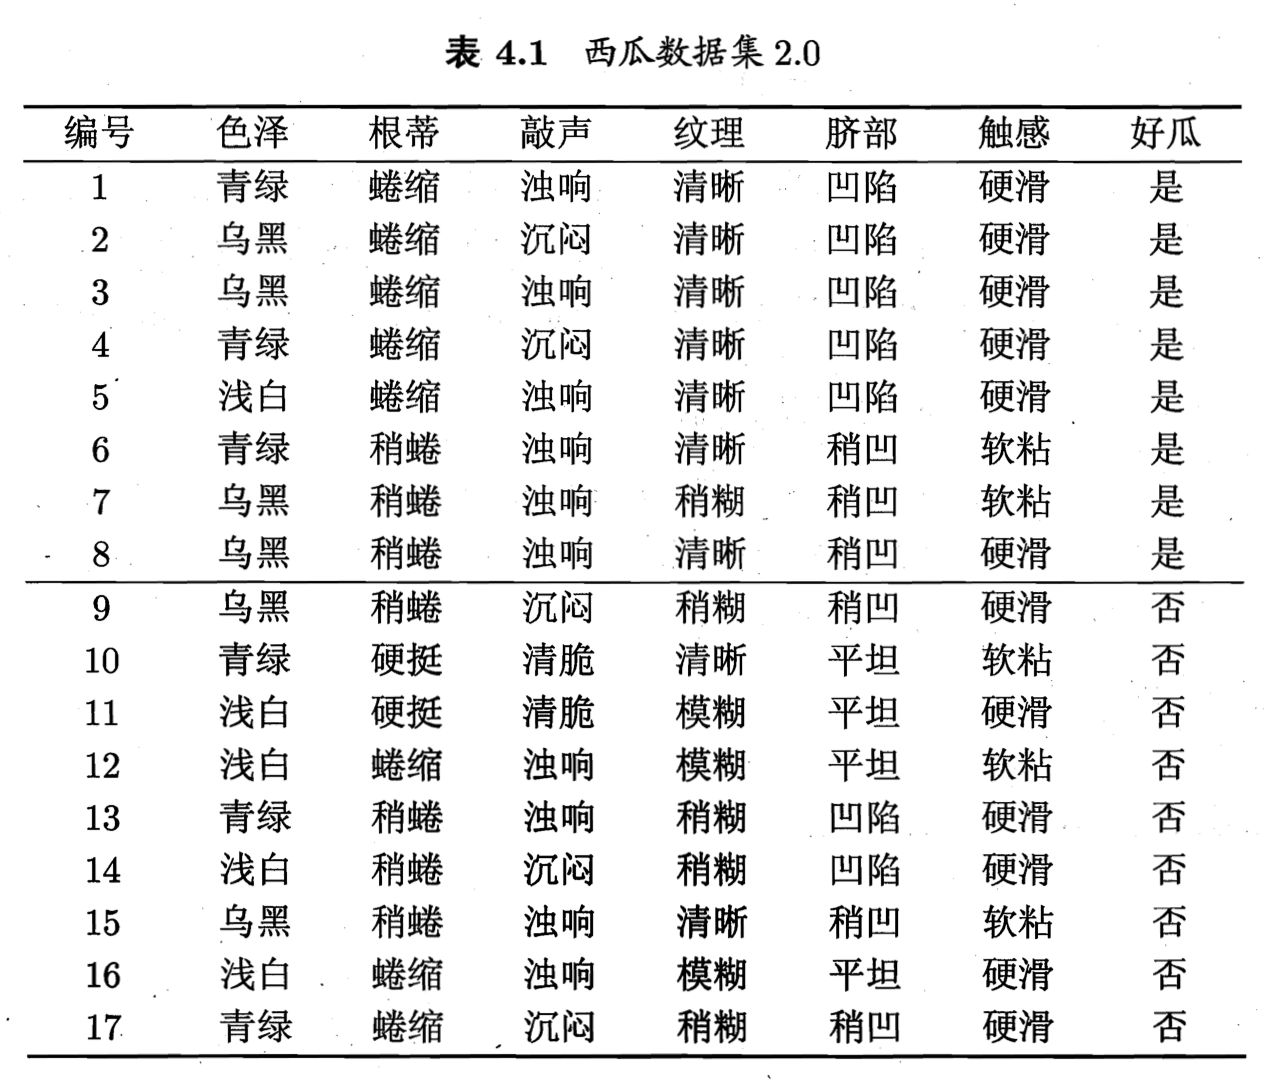 表 4.1 西瓜数据集 2.0
编号 色泽 根蒂 敲声 纹理 脐部 触感 好瓜
1 青绿 蜷缩 浊响 清晰 凹陷 硬滑 是
2 乌黑 蜷缩 沉闷 清晰 凹陷 硬滑 是
3 乌黑 蜷缩 浊响 清晰 凹陷 硬滑 是
4 青绿 蜷缩 沉闷 清晰 凹陷 硬滑 是
5 浅白 蜷缩 浊响 清晰 凹陷 硬滑 是
6 青绿 稍蜷 浊响 清晰 稍凹 软粘 是
7 乌黑 稍蜷 浊响 稍糊 稍凹 软粘 是
8 乌黑 稍蜷 浊响 清晰 稍凹 硬滑 是
9 乌黑 稍蜷 沉闷 稍糊 稍凹 硬滑 否
10 青绿 硬挺 清脆 清晰 平坦 软粘 否
11 浅白 硬挺 清脆 模糊 平坦 硬滑 否
12 浅白 蜷缩 浊响 模糊 平坦 软粘 否
13 青绿 稍蜷 浊响 稍糊 凹陷 硬滑 否
14 浅白 稍蜷 沉闷 稍糊 凹陷 硬滑 否
15 乌黑 稍蜷 浊响 清晰 稍凹 软粘 否
16 浅白 蜷缩 浊响 模糊 平坦 硬滑 否
17 青绿 蜷缩 沉闷 稍糊 稍凹 硬滑 否